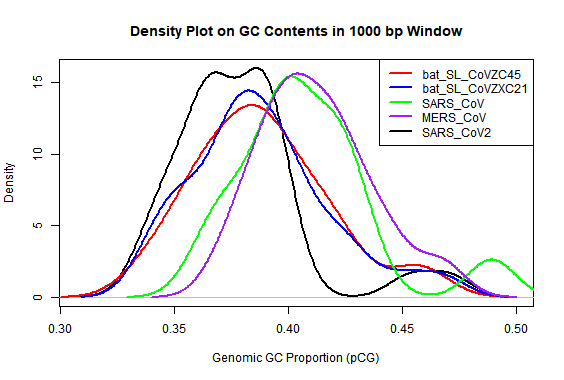 Density Plot on GC Contents in 1000 bp Window
bat_SL_CoVZC45
bat_SL_CoVZXC21
SARS_CoV
MERS_CoV
SARS_CoV2
Density
15
10
5
0
0.30 0.35 0.40 0.45 0.50
Genomic GC Proportion (pCG)